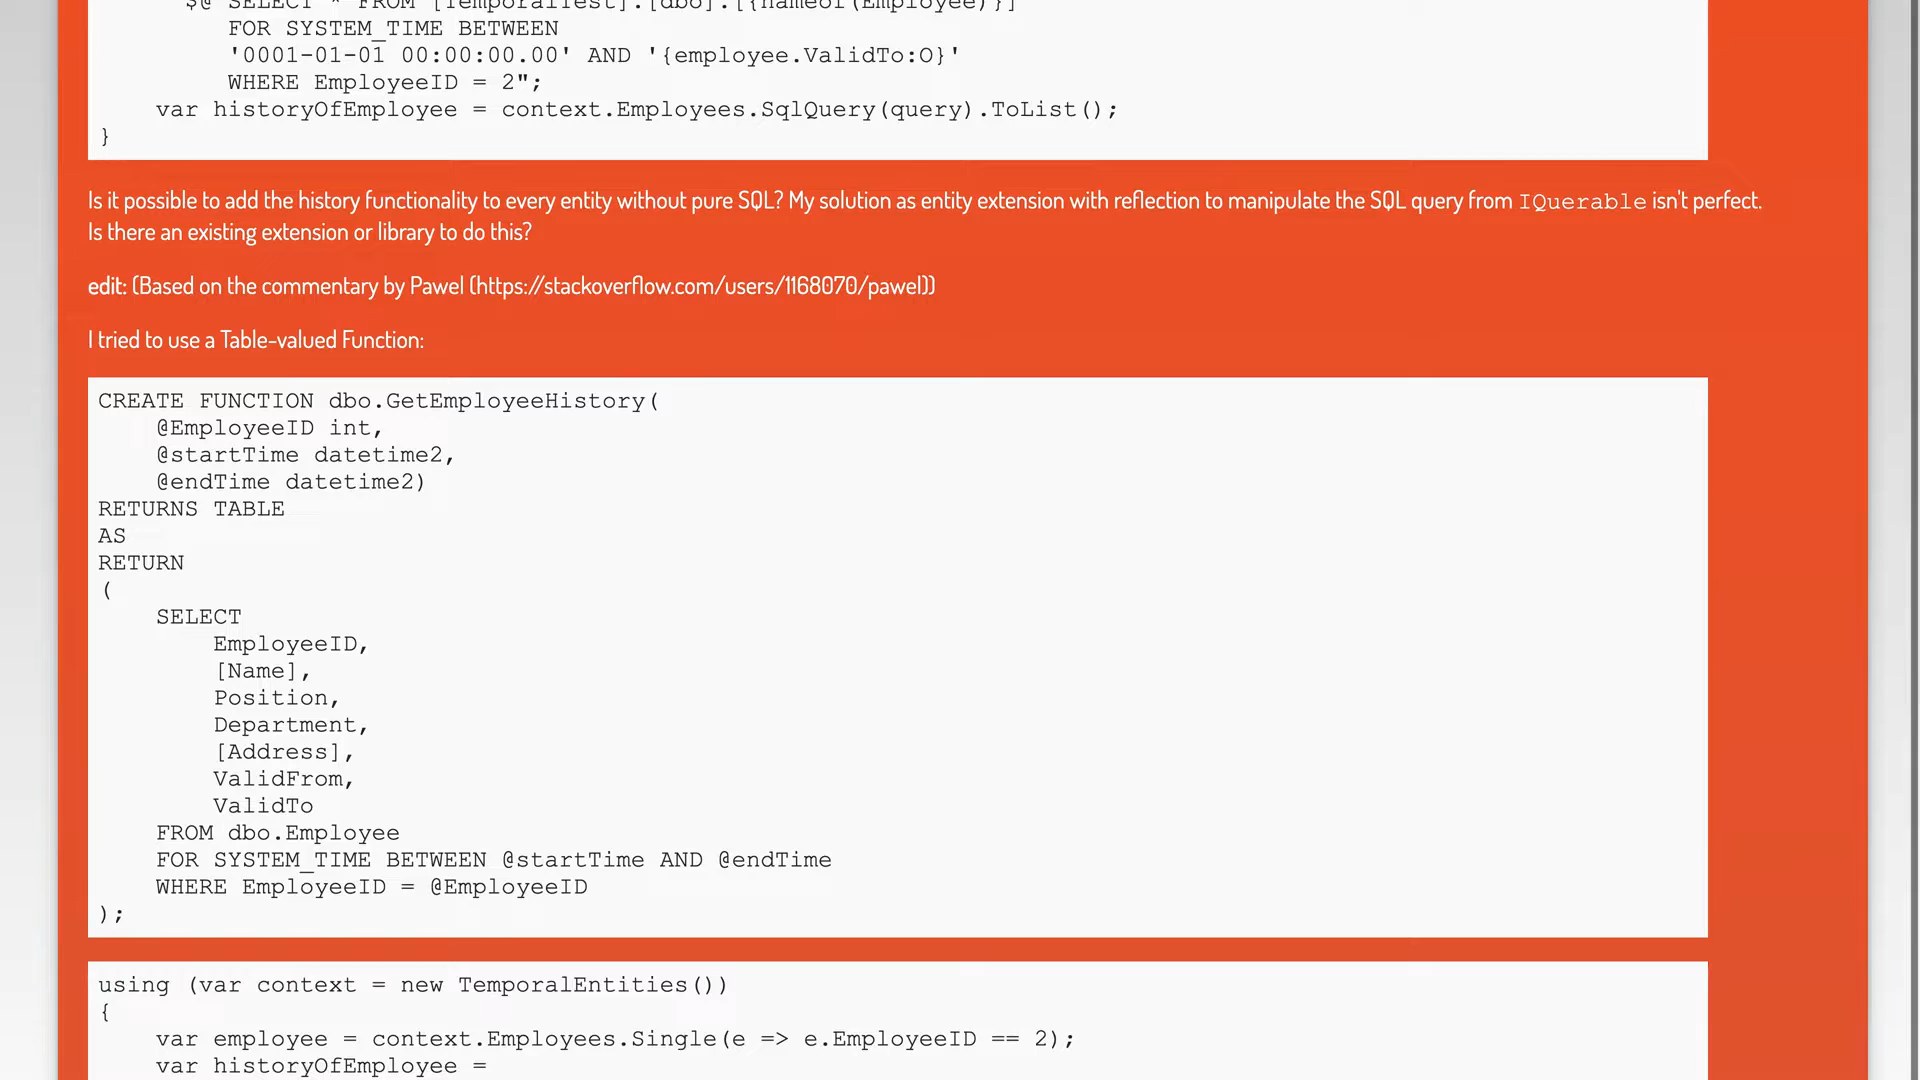 $@"SELECT * FROM [TemporalTest].[dbo].[{nameof(Employee)}]
FOR SYSTEM_TIME BETWEEN
'0001-01-01 00:00:00.00' AND '{employee.ValidTo:O}'
WHERE EmployeeID = 2";
var historyOfEmployee = context.Employees.SqlQuery(query).ToList();
}
Is it possible to add the history functionality to every entity without pure SQL? My solution as entity extension with reflection to manipulate the SQL query from IQuerable isn't perfect.
Is there an existing extension or library to do this?
edit: (Based on the commentary by Pawel (https://stackoverflow.com/users/1168070/pawel))
I tried to use a Table-valued Function:
CREATE FUNCTION dbo.GetEmployeeHistory(
@EmployeeID int,
@startTime datetime2,
@endTime datetime2)
RETURNS TABLE
AS
RETURN
(
SELECT
EmployeeID,
[Name],
Position,
Department,
[Address],
ValidFrom,
ValidTo
FROM dbo.Employee
FOR SYSTEM_TIME BETWEEN @startTime AND @endTime
WHERE EmployeeID = @EmployeeID
);
using (var context = new TemporalEntities())
{
var employee = context.Employees.Single(e => e.EmployeeID == 2);
var historyOfEmployee =